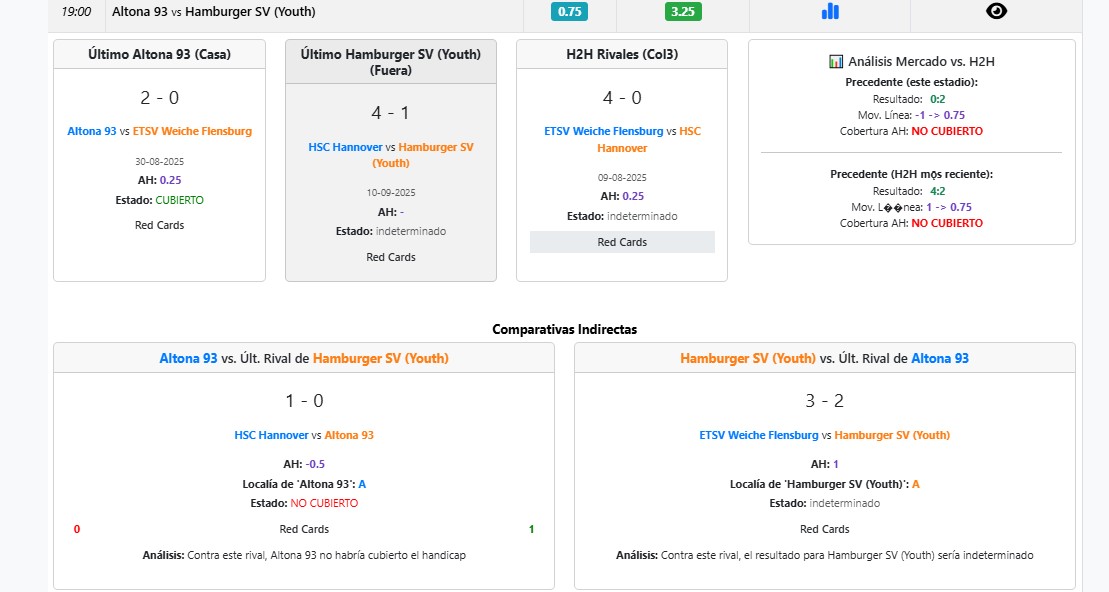 19:00 Altona 93 vs Hamburger SV (Youth) 0.75 3.25
Último Altona 93 (Casa)
2 - 0
Altona 93 vs ETSV Weiche Flensburg
30-08-2025
AH: 0.25
Estado: CUBIERTO
Red Cards
Último Hamburger SV (Youth)
(Fuera)
4 - 1
HSC Hannover vs Hamburger SV
(Youth)
10-09-2025
AH: -
Estado: indeterminado
Red Cards
H2H Rivales (Col3)
4 - 0
ETSV Weiche Flensburg vs HSC
Hannover
09-08-2025
AH: 0.25
Estado: indeterminado
Red Cards
Análisis Mercado vs. H2H
Precedente (este estadio):
Resultado: 0:2
Mov. Línea: -1 -> 0.75
Cobertura AH: NO CUBIERTO
Precedente (H2H mọs reciente):
Resultado: 4:2
Mov. L��nea: 1 -> 0.75
Cobertura AH: NO CUBIERTO
Comparativas Indirectas
Altona 93 vs. Últ. Rival de Hamburger SV (Youth)
1 - 0
HSC Hannover vs Altona 93
AH: -0.5
Localía de 'Altona 93': A
Estado: NO CUBIERTO
0 Red Cards 1
Análisis: Contra este rival, Altona 93 no habría cubierto el handicap
Hamburger SV (Youth) vs. Últ. Rival de Altona 93
3 - 2
ETSV Weiche Flensburg vs Hamburger SV (Youth)
AH: 1
Localía de 'Hamburger SV (Youth)': A
Estado: indeterminado
Red Cards
Análisis: Contra este rival, el resultado para Hamburger SV (Youth) sería indeterminado